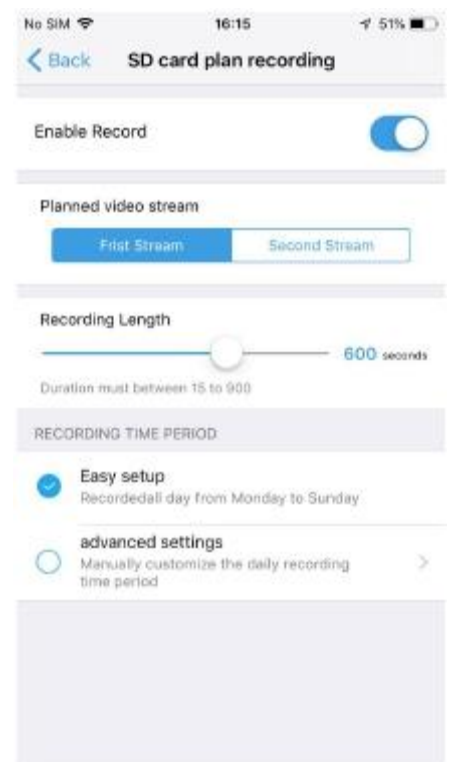 No SIM 16:15 51%
Back SD card plan recording
Enable Record
Planned video stream
Frist Stream Second Stream
Recording Length
600 seconds
Duration must between 15 to 900
RECORDING TIME PERIOD
Easy setup
Recordedall day from Monday to Sunday
advanced settings
Manually customize the daily recording
time period